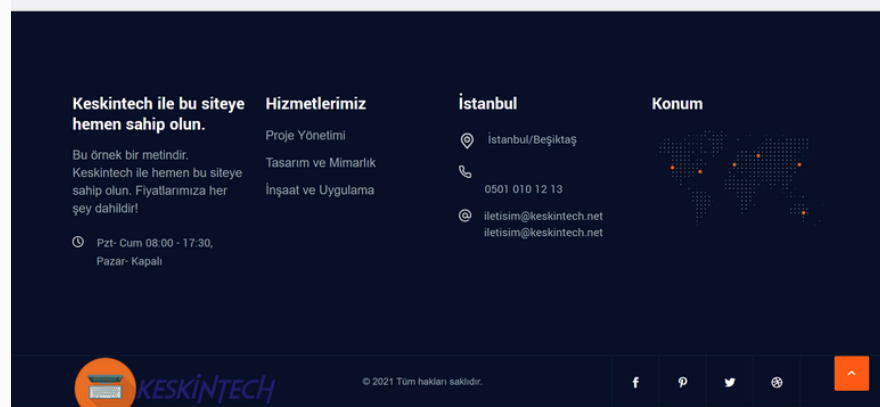 Keskintech ile bu siteye
hemen sahip olun.
Bu örnek bir metindir.
Keskintech ile hemen bu siteye
sahip olun. Fiyatlarımıza her
şey dahildir!
Pzt- Cum 08:00 - 17:30,
Pazar- Kapalı
Hizmetlerimiz
Proje Yönetimi
Tasarım ve Mimarlık
İnşaat ve Uygulama
İstanbul
İstanbul/Beşiktaş
0501 010 12 13
iletisim@keskintech.net
iletisim@keskintech.net
Konum
KESKİNTECH
© 2021 Tüm hakları saklıdır.